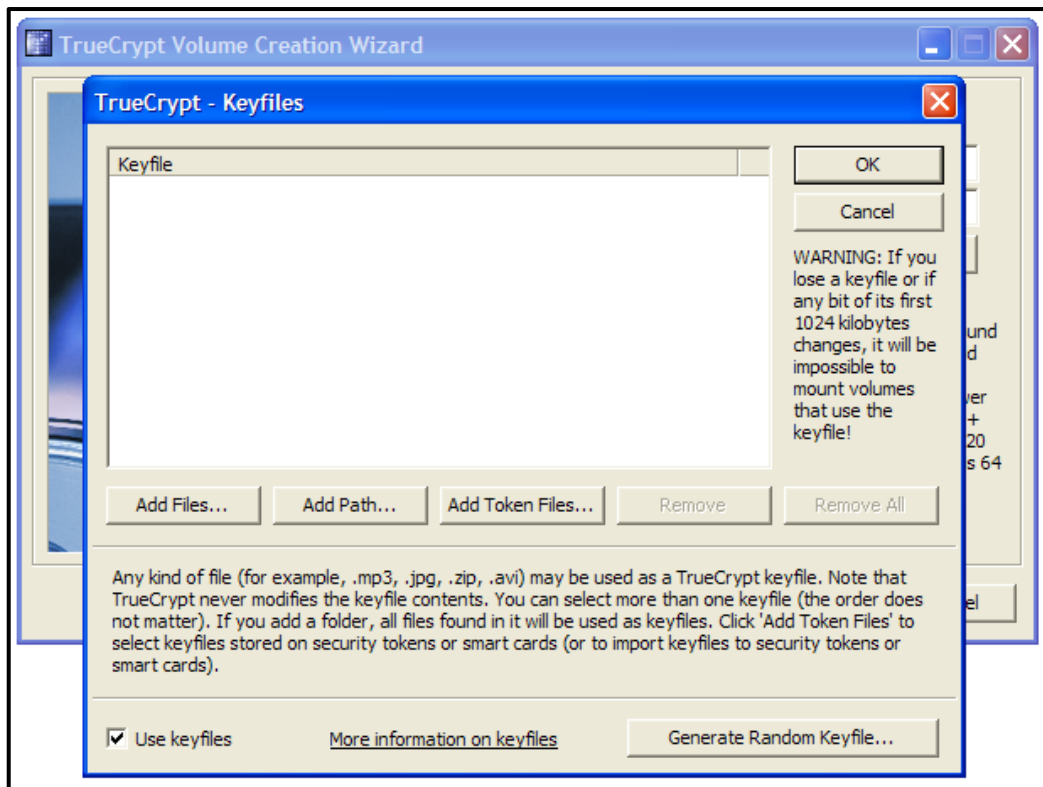 TrueCrypt Volume Creation Wizard
TrueCrypt - Keyfiles
Keyfile
OK
Cancel
WARNING: If you
lose a keyfile or if
any bit of its first
1024 kilobytes
changes, it will be
impossible to
mount volumes
that use the
keyfile!
+
20
s 64
Add Files...
Add Path...
Add Token Files...
Remove
Remove All
Any kind of file (for example, .mp3, .jpg, .zip, .avi) may be used as a TrueCrypt keyfile. Note that
TrueCrypt never modifies the keyfile contents. You can select more than one keyfile (the order does
not matter). If you add a folder, all files found in it will be used as keyfiles. Click 'Add Token Files' to
select keyfiles stored on security tokens or smart cards (or to import keyfiles to security tokens or
smart cards).
Use keyfiles
More information on keyfiles
Generate Random Keyfile...